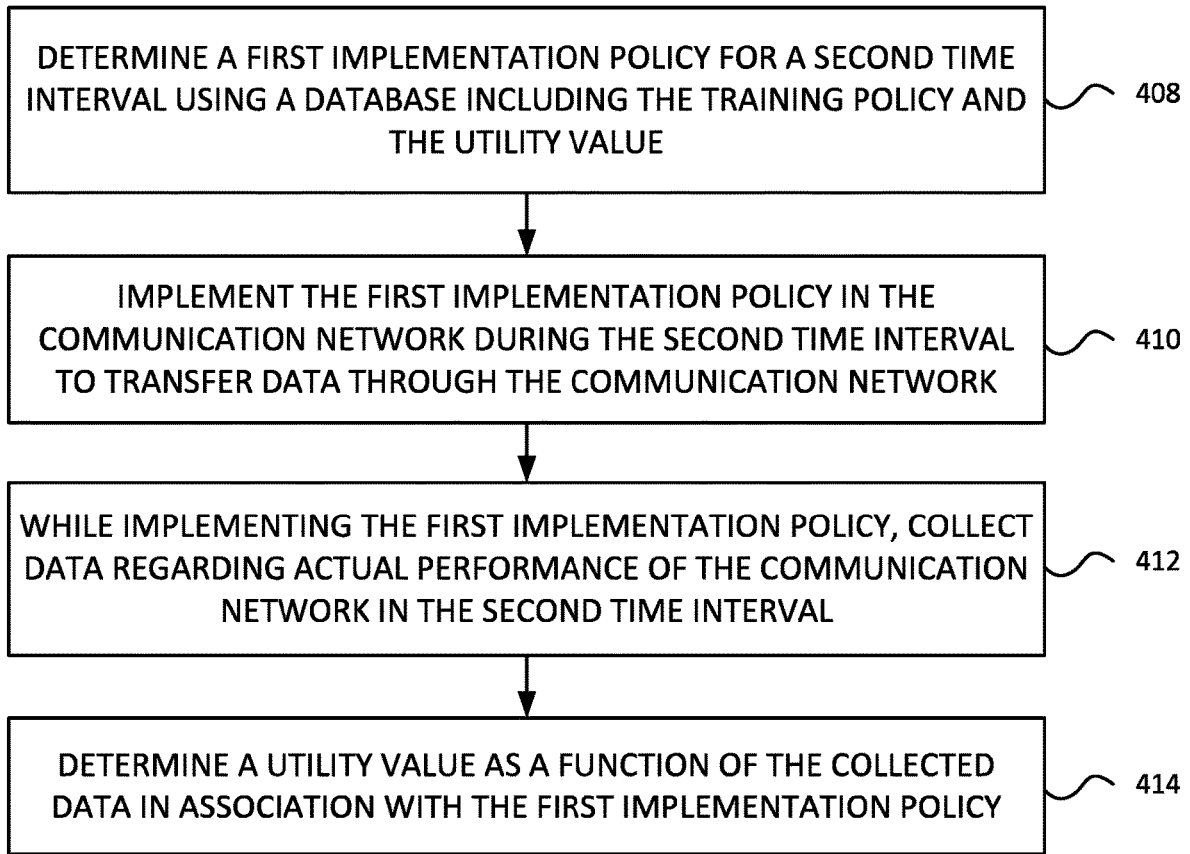 DETERMINE A FIRST IMPLEMENTATION POLICY FOR A SECOND TIME
INTERVAL USING A DATABASE INCLUDING THE TRAINING POLICY AND
THE UTILITY VALUE
408
IMPLEMENT THE FIRST IMPLEMENTATION POLICY IN THE
COMMUNICATION NETWORK DURING THE SECOND TIME INTERVAL
TO TRANSFER DATA THROUGH THE COMMUNICATION NETWORK
410
WHILE IMPLEMENTING THE FIRST IMPLEMENTATION POLICY, COLLECT
DATA REGARDING ACTUAL PERFORMANCE OF THE COMMUNICATION
NETWORK IN THE SECOND TIME INTERVAL
412
DETERMINE A UTILITY VALUE AS A FUNCTION OF THE COLLECTED
DATA IN ASSOCIATION WITH THE FIRST IMPLEMENTATION POLICY
414